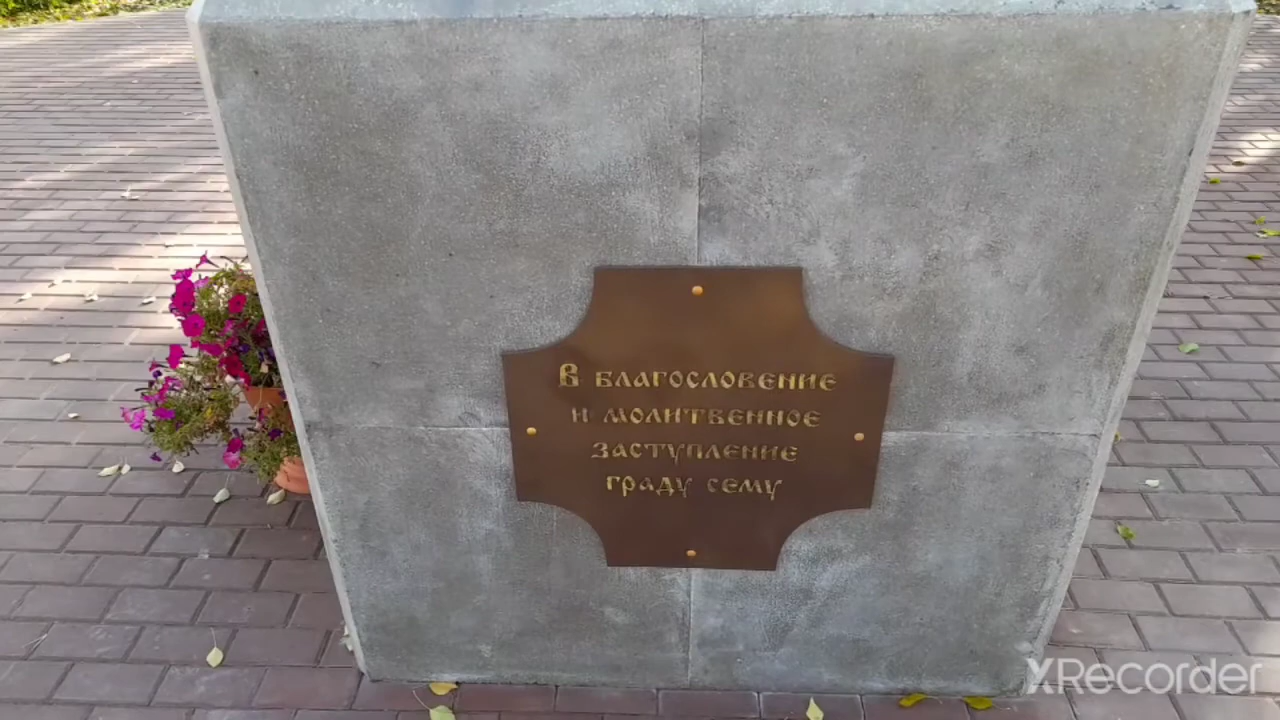 В БЛАГОСЛОВЕНИЕ
И МОЛИТВЕННОЕ
ЗАСТУПЛЕНИЕ
ГРАДУ СЕМУ
XRecorder